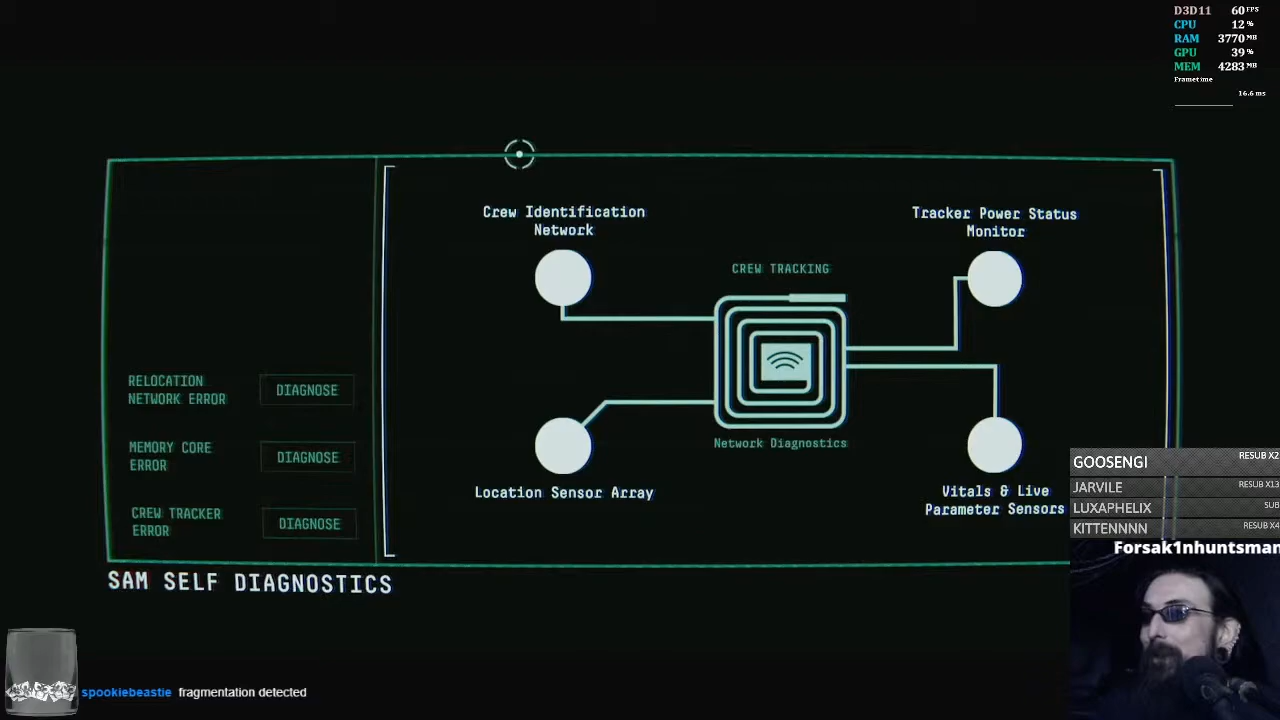 D3D11 60 FPS
CPU 12 %
RAM 3770 MB
GPU 39 %
MEM 4283 MB
Frametime
16.6 ms
Crew Identification
Network
Tracker Power Status
Monitor
CREW TRACKING
RELOCATION
NETWORK ERROR
DIAGNOSE
MEMORY CORE
ERROR
DIAGNOSE
CREW TRACKER
ERROR
DIAGNOSE
Network Diagnostics
Location Sensor Array
Vitals & Live
Parameter Sensors
SAM SELF DIAGNOSTICS
GOOSENGI RESUB X2
JARVILE RESUB X13
LUXAPHELIX SUB
KITTENNNN RESUB X4
Forsak1nhuntsman
spookiebeastie fragmentation detected